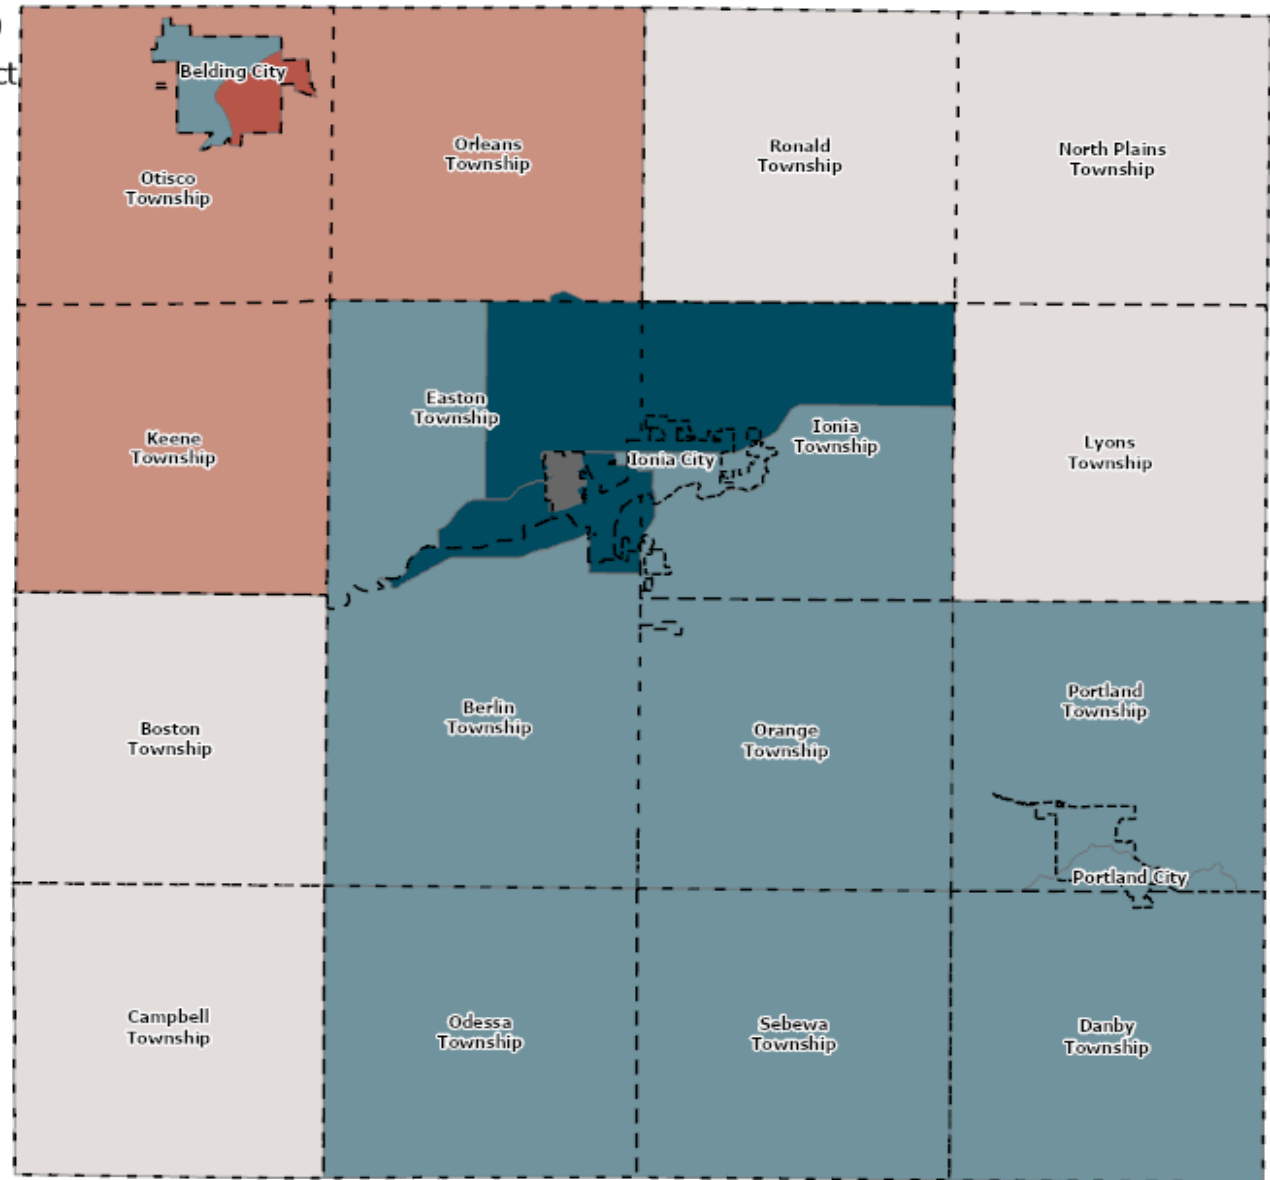 )
ct
Belding City
Otisco
Township
Orleans
Township
Ronald
Township
North Plains
Township
Keene
Township
Easton
Township
Ionia City
Ionia
Township
Lyons
Township
Boston
Township
Berlin
Township
Orange
Township
Portland
Township
Portland City
Campbell
Township
Odessa
Township
Sebewa
Township
Danby
Township